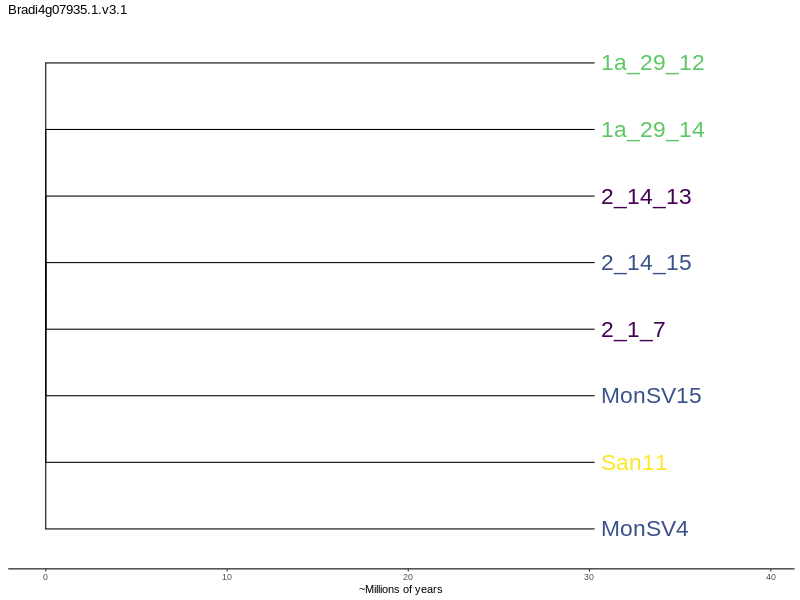 Bradi4g07935.1.v3.1
1a_29_12
1a_29_14
2_14_13
2_14_15
2_1_7
MonSV15
San11
MonSV4
0 10 20 30 40
~Millions of years